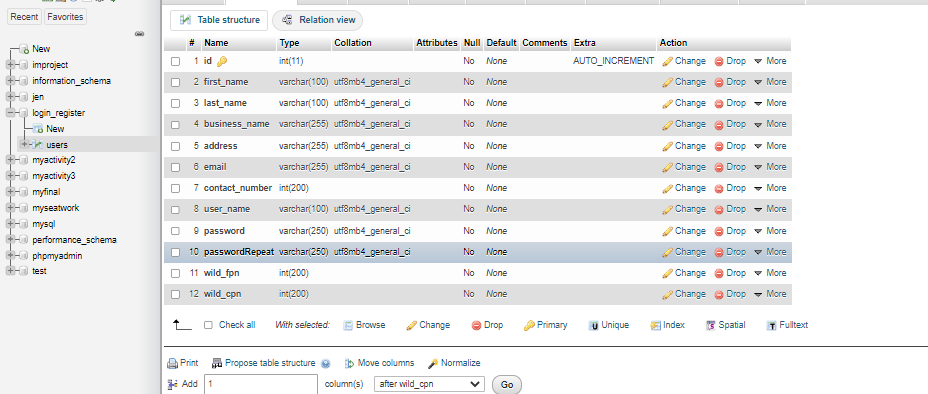 Recent Favorites
New
improject
information_schema
jen
login_register
New
users
myactivity2
myactivity3
myfinal
myseatwork
mysql
performance_schema
phpmyadmin
test
Table structure Relation view
# Name Type Collation Attributes Null Default Comments Extra Action
1 id int(11) No None AUTO_INCREMENT Change Drop More
2 first_name varchar(100) utf8mb4_general_ci No None Change Drop More
3 last_name varchar(100) utf8mb4_general_ci No None Change Drop More
4 business_name varchar(255) utf8mb4_general_ci No None Change Drop More
5 address varchar(255) utf8mb4_general_ci No None Change Drop More
6 email varchar(255) utf8mb4_general_ci No None Change Drop More
7 contact_number int(200) No None Change Drop More
8 user_name varchar(100) utf8mb4_general_ci No None Change Drop More
9 password varchar(250) utf8mb4_general_ci No None Change Drop More
10 passwordRepeat varchar(250) utf8mb4_general_ci No None Change Drop More
11 wild_fpn int(200) No None Change Drop More
12 wild_cpn int(200) No None Change Drop More
Check all With selected: Browse Change Drop Primary Unique Index Spatial Fulltext
Print Propose table structure Move columns Normalize
Add 1 column(s) after wild_cpn Go